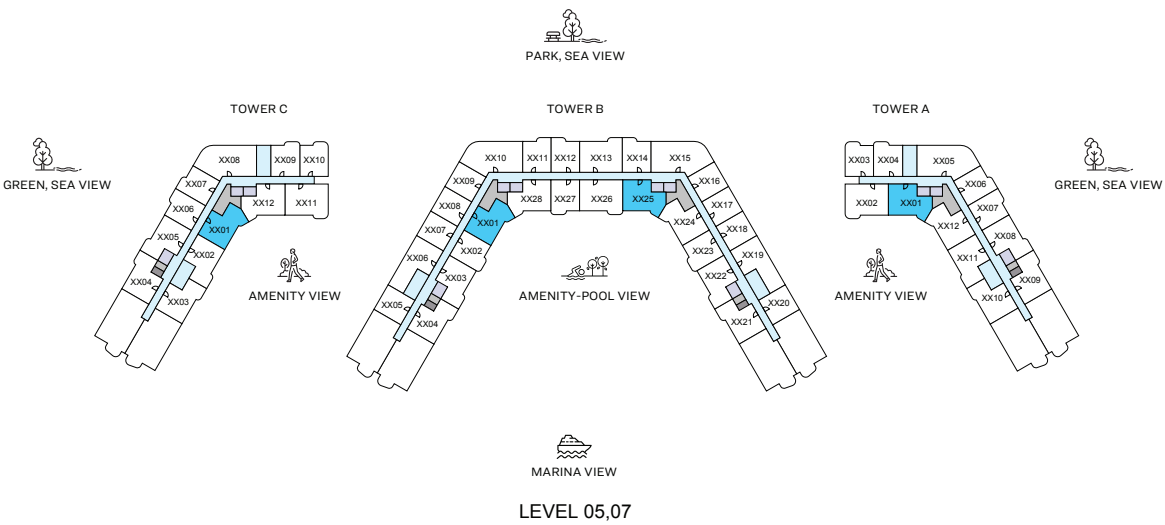 PARK, SEA VIEW
TOWER C
TOWER B
TOWER A
GREEN, SEA VIEW
GREEN, SEA VIEW
XX08
XX09
XX10
XX07
XX06
XX05
XX04
XX03
XX02
XX01
XX12
XX11
XX10
XX11
XX12
XX13
XX14
XX15
XX09
XX08
XX07
XX06
XX05
XX04
XX03
XX02
XX01
XX28
XX27
XX26
XX25
XX24
XX16
XX17
XX18
XX23
XX19
XX22
XX20
XX21
XX03
XX04
XX05
XX02
XX01
XX06
XX07
XX12
XX08
XX11
XX09
XX10
AMENITY VIEW
AMENITY-POOL VIEW
AMENITY VIEW
MARINA VIEW
LEVEL 05,07